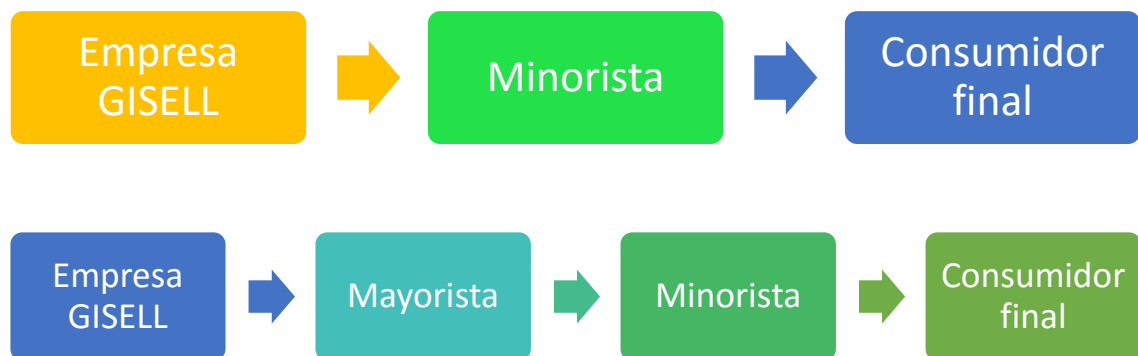 Empresa
GISELL
Minorista
Consumidor
final
Empresa
GISELL
Mayorista
Minorista
Consumidor
final